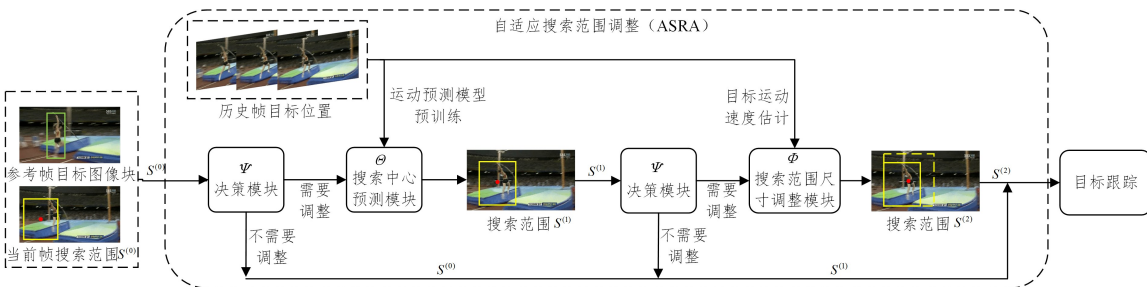 自适应搜索范围调整（ASRA）
历史帧目标位置
运动预测模型
预训练
目标运动
速度估计
参考帧目标图像块
S⁽⁰⁾
当前帧搜索范围S⁽⁰⁾
Ψ
决策模块
需要
调整
Θ
搜索中心
预测模块
搜索范围S⁽¹⁾
S⁽¹⁾
Ψ
决策模块
需要
调整
Φ
搜索范围尺
寸调整模块
搜索范围S⁽²⁾
S⁽²⁾
目标跟踪
不需要
调整
S⁽⁰⁾
不需要
调整
S⁽¹⁾